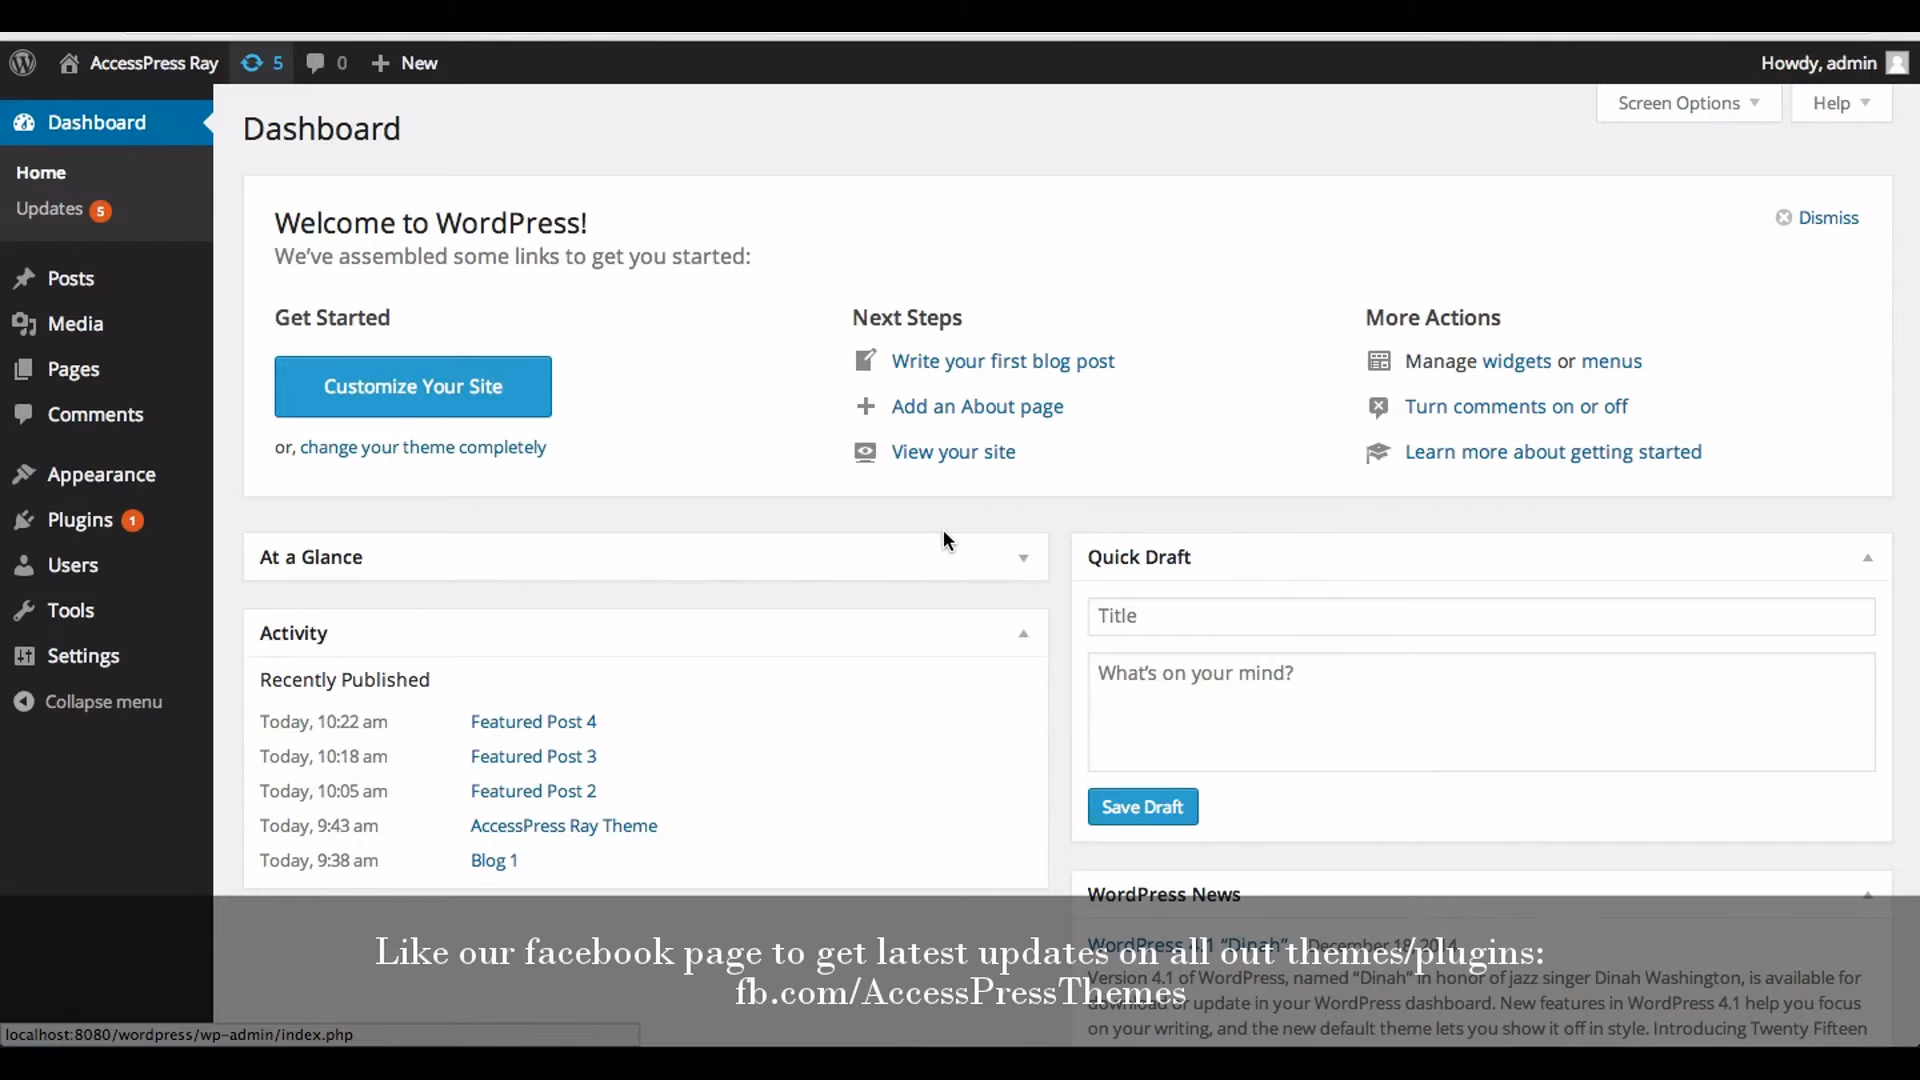 AccessPress Ray 5 0 New Howdy, admin
Dashboard
Home
Updates 5
Posts
Media
Pages
Comments
Appearance
Plugins 1
Users
Tools
Settings
Collapse menu
Screen Options Help
Dashboard
Welcome to WordPress!
Dismiss
We've assembled some links to get you started:
Get Started
Customize Your Site
or, change your theme completely
Next Steps
Write your first blog post
Add an About page
View your site
More Actions
Manage widgets or menus
Turn comments on or off
Learn more about getting started
At a Glance
Activity
Recently Published
Today, 10:22 am Featured Post 4
Today, 10:18 am Featured Post 3
Today, 10:05 am Featured Post 2
Today, 9:43 am AccessPress Ray Theme
Today, 9:38 am Blog 1
Quick Draft
Title
What's on your mind?
Save Draft
WordPress News
WordPress 4.1 "Dinah" December 18, 2014
Version 4.1 of WordPress, named "Dinah" in honor of jazz singer Dinah Washington, is available for
download or update in your WordPress dashboard. New features in WordPress 4.1 help you focus
on your writing, and the new default theme lets you show it off in style. Introducing Twenty Fifteen
Like our facebook page to get latest updates on all out themes/plugins:
fb.com/AccessPressThemes
localhost:8080/wordpress/wp-admin/index.php